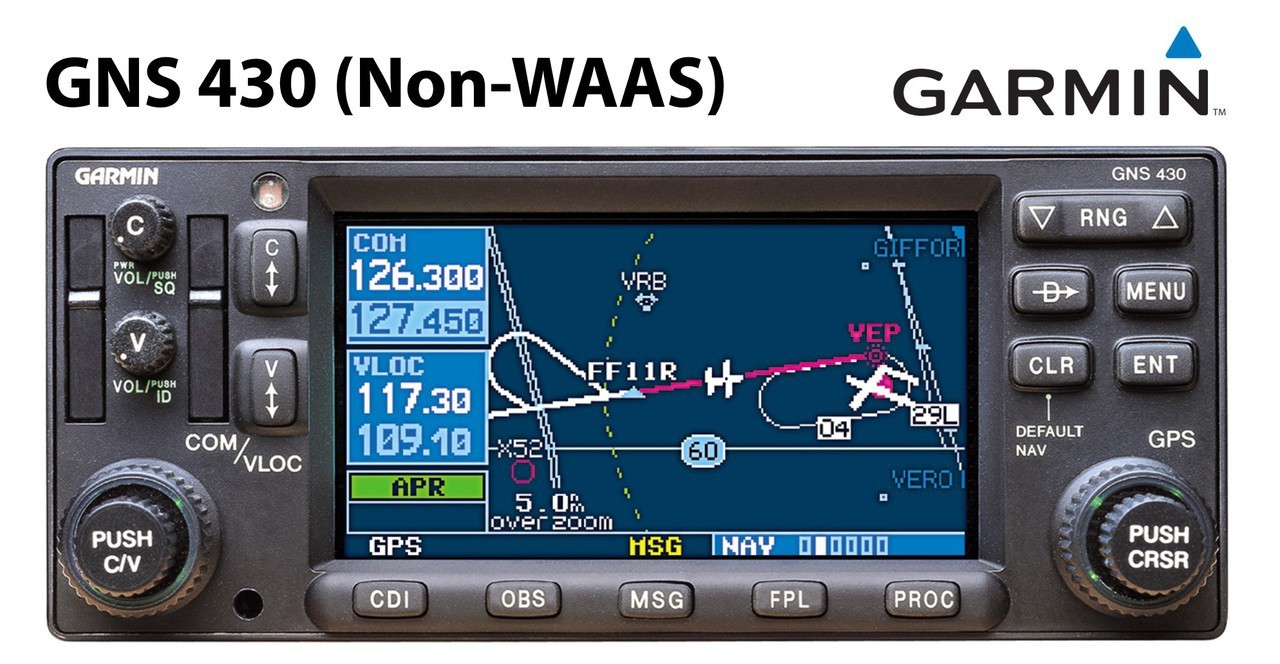 GNS 430 (Non-WAAS)
GARMIN™
GARMIN
GNS 430
C
PWR
VOL/PUSH SQ
C
V
VOL/PUSH ID
V
COM/VLOC
PUSH
C/V
COM
126.300
127.450
VLOC
117.30
109.10
APR
GPS
MSG
NAV
VRB
GIFFOR
VEP
FF11R
29L
04
X52
60
5.0nm
overzoom
VERO
RNG
D
MENU
CLR
ENT
DEFAULT
NAV
GPS
PUSH
CRSR
CDI
OBS
MSG
FPL
PROC